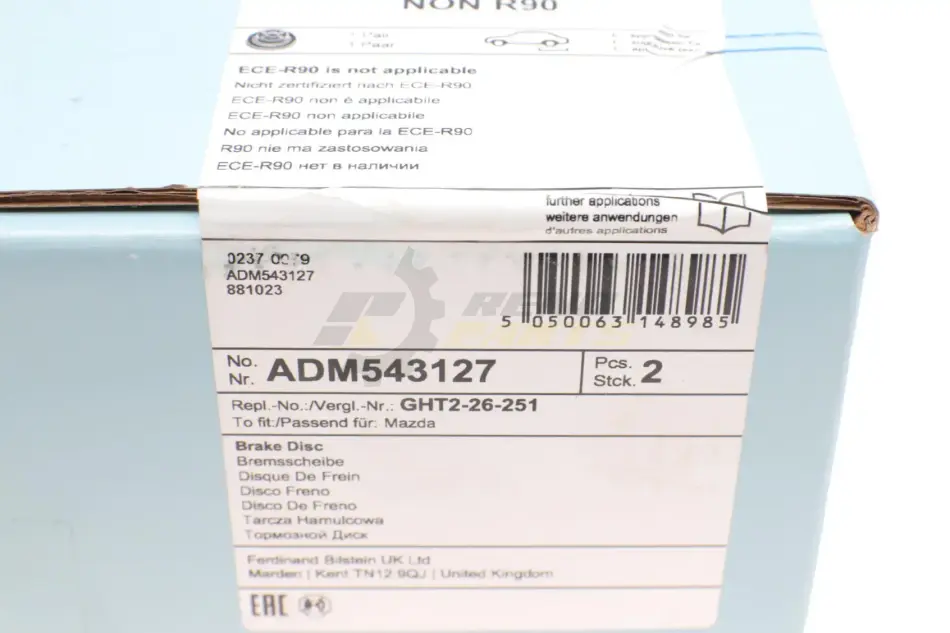 NON R90
1 Paar
ECE-R90 is not applicable
Nicht zertifiziert nach ECE-R90
ECE-R90 non è applicabile
ECE-R90 non applicable
No applicable para la ECE-R90
R90 nie ma zastosowania
ECE-R90 нет в наличии
further applications
weitere anwendungen
d'autres applications
0237
ADM543127
881023
5 050063 148985
No. Nr. ADM543127
Pcs. Stck. 2
Repl.-No.:/Vergl.-Nr.: GHT2-26-251
To fit:/Passend für: Mazda
Brake Disc
Bremsscheibe
Disque De Frein
Disco Freno
Disco De Freno
Tarcza Hamulcowa
Тормозной Диск
Ferdinand Bilstein UK Ltd
Marden | Kent TN12 9QJ | United Kingdom
EAC